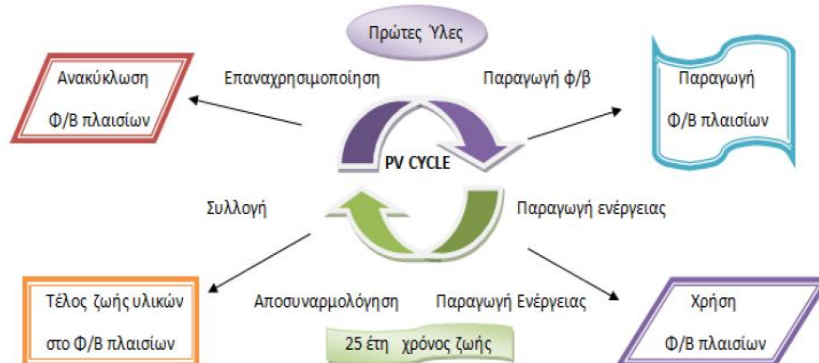 Πρώτες Ύλες
Ανακύκλωση
Φ/Β πλαισίων
Επαναχρησιμοποίηση
Παραγωγή φ/β
Παραγωγή
Φ/Β πλαισίων
PV CYCLE
Συλλογή
Παραγωγή ενέργειας
Τέλος ζωής υλικών
στο Φ/Β πλαισίων
Αποσυναρμολόγηση
Παραγωγή Ενέργειας
Χρήση
Φ/Β πλαισίων
25 έτη χρόνος ζωής